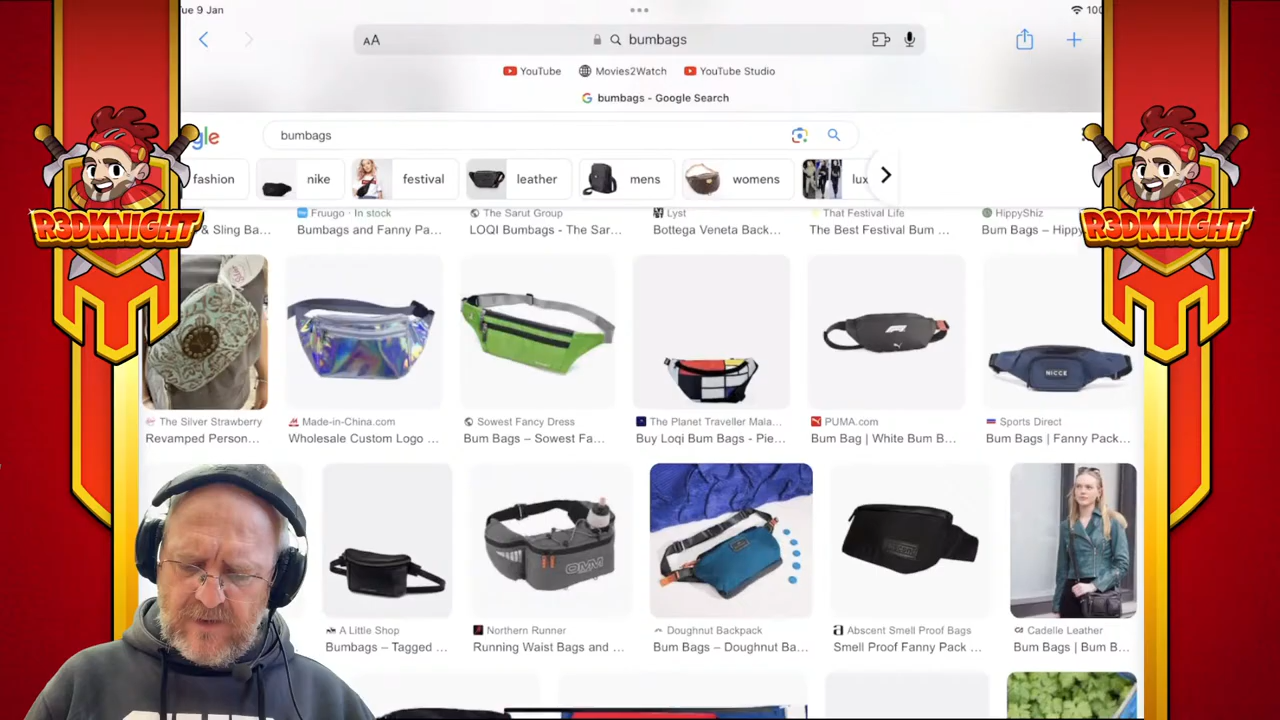 Tue 9 Jan
100
AA
bumbags
YouTube
Movies2Watch
YouTube Studio
bumbags - Google Search
gle
bumbags
fashion
nike
festival
leather
mens
womens
lux
Fruugo · In stock
The Sarut Group
Lyst
That Festival Life
HippyShiz
& Sling Ba...
Bumbags and Fanny Pa...
LOQI Bumbags - The Sar...
Bottega Veneta Back...
The Best Festival Bum ...
Bum Bags – Hippy
R3DKNIGHT
R3DKNIGHT
NICCE
The Silver Strawberry
Made-in-China.com
Sowest Fancy Dress
The Planet Traveller Mala...
PUMA.com
Sports Direct
Revamped Person...
Wholesale Custom Logo ...
Bum Bags – Sowest Fa...
Buy Loqi Bum Bags - Pie...
Bum Bag | White Bum B...
Bum Bags | Fanny Pack...
OMM
A Little Shop
Northern Runner
Doughnut Backpack
Abscent Smell Proof Bags
Cadelle Leather
Bumbags – Tagged ...
Running Waist Bags and ...
Bum Bags – Doughnut Ba...
Smell Proof Fanny Pack ...
Bum Bags | Bum B...